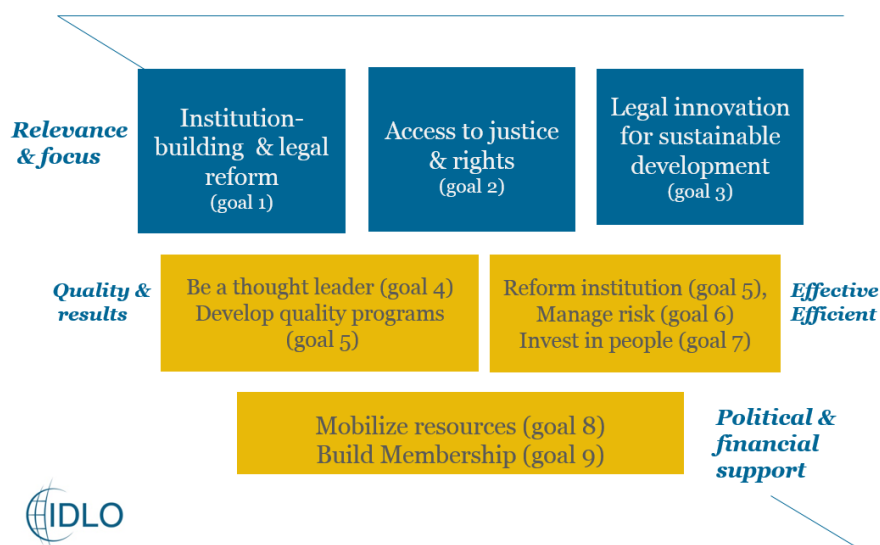 Relevance
& focus
Institution-
building & legal
reform
(goal 1)
Access to justice
& rights
(goal 2)
Legal innovation
for sustainable
development
(goal 3)
Quality &
results
Be a thought leader (goal 4)
Develop quality programs
(goal 5)
Reform institution (goal 5),
Manage risk (goal 6)
Invest in people (goal 7)
Effective
Efficient
Mobilize resources (goal 8)
Build Membership (goal 9)
Political &
financial
support
IDLO